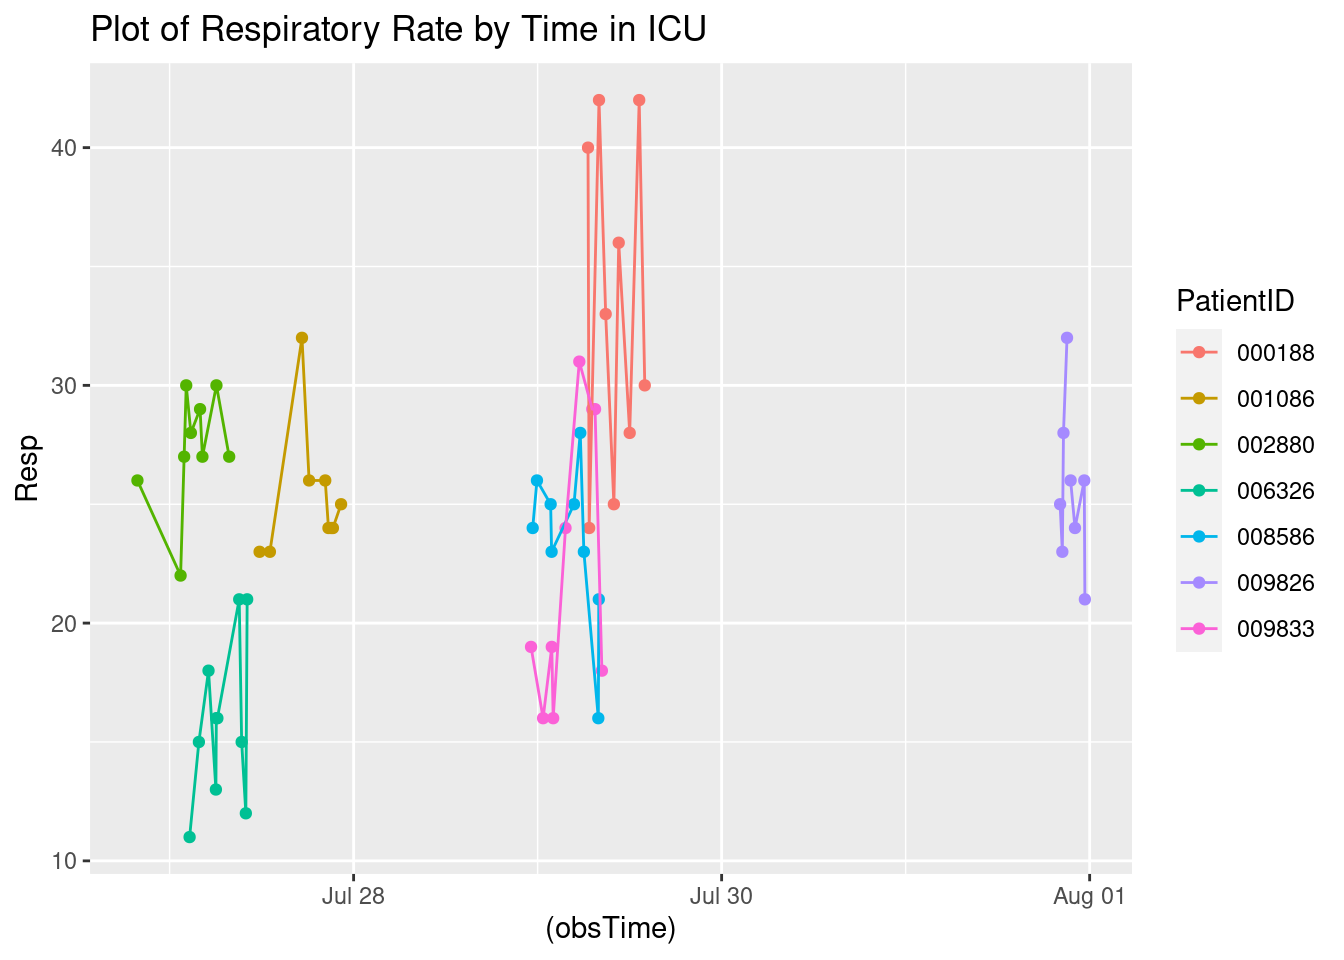 Plot of Respiratory Rate by Time in ICU
Resp
40
30
20
10
Jul 28
Jul 30
Aug 01
(obsTime)
PatientID
000188
001086
002880
006326
008586
009826
009833